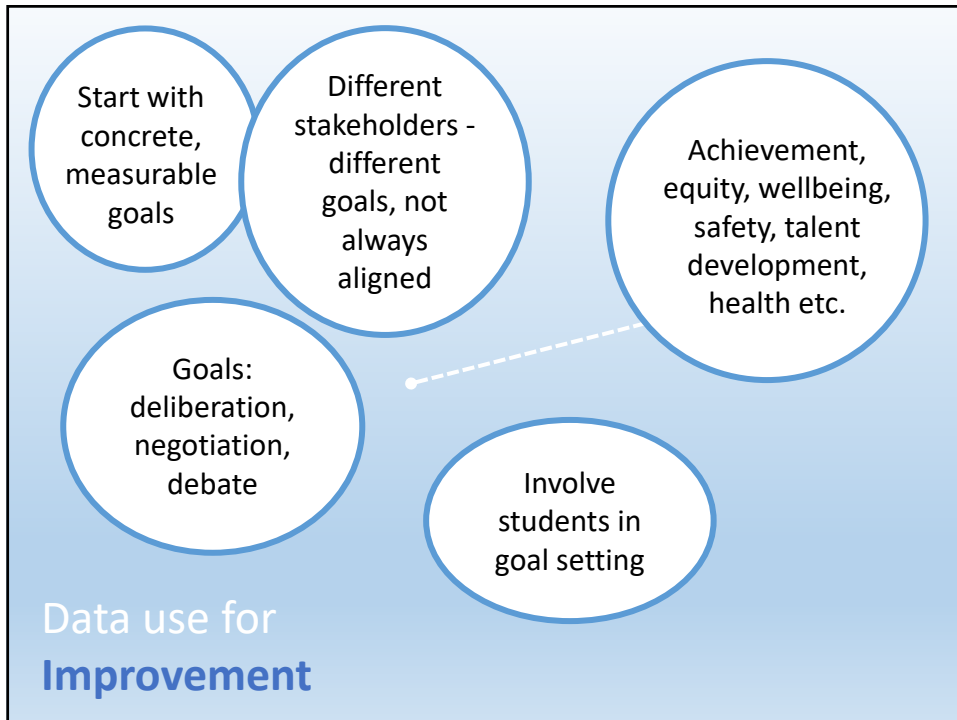 Start with
concrete,
measurable
goals
Different
stakeholders -
different
goals, not
always
aligned
Achievement,
equity, wellbeing,
safety, talent
development,
health etc.
Goals:
deliberation,
negotiation,
debate
Involve
students in
goal setting
Data use for
Improvement